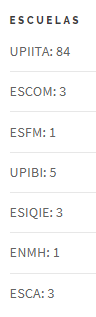 ESCUELAS
UPIITA: 84
ESCOM: 3
ESFM: 1
UPIBI: 5
ESIQIE: 3
ENMH: 1
ESCA: 3